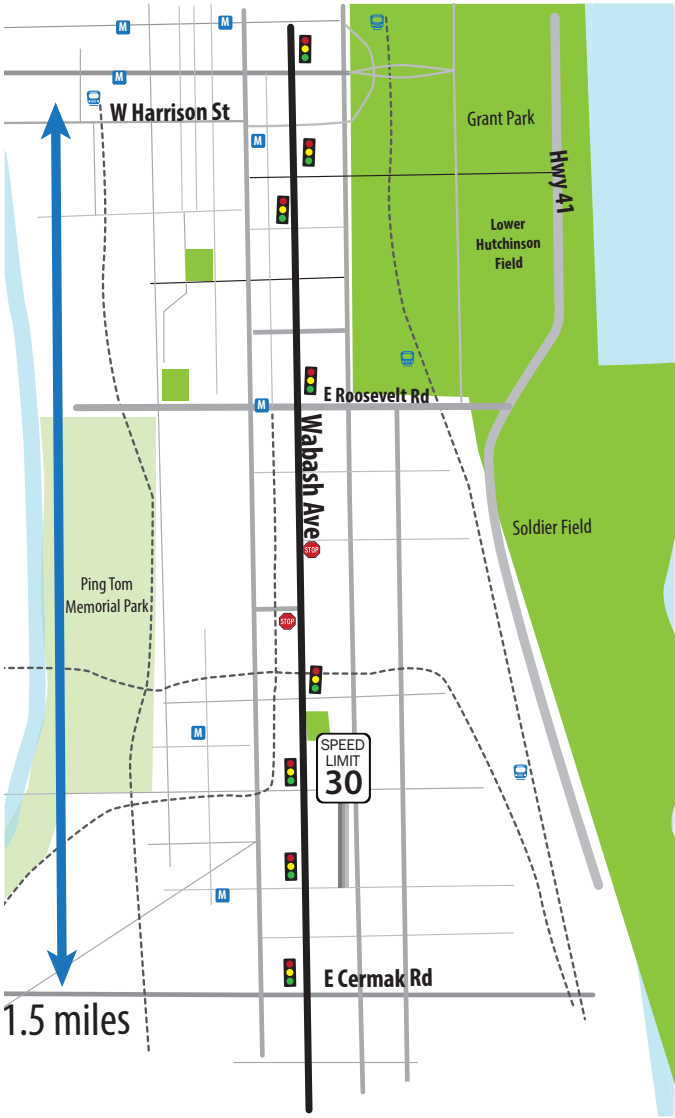 M
M
M
W Harrison St
M
Grant Park
Hwy 41
Lower
Hutchinson
Field
E Roosevelt Rd
M
Wabash Ave
STOP
Soldier Field
Ping Tom
Memorial Park
STOP
M
SPEED
LIMIT
30
M
E Cermak Rd
1.5 miles